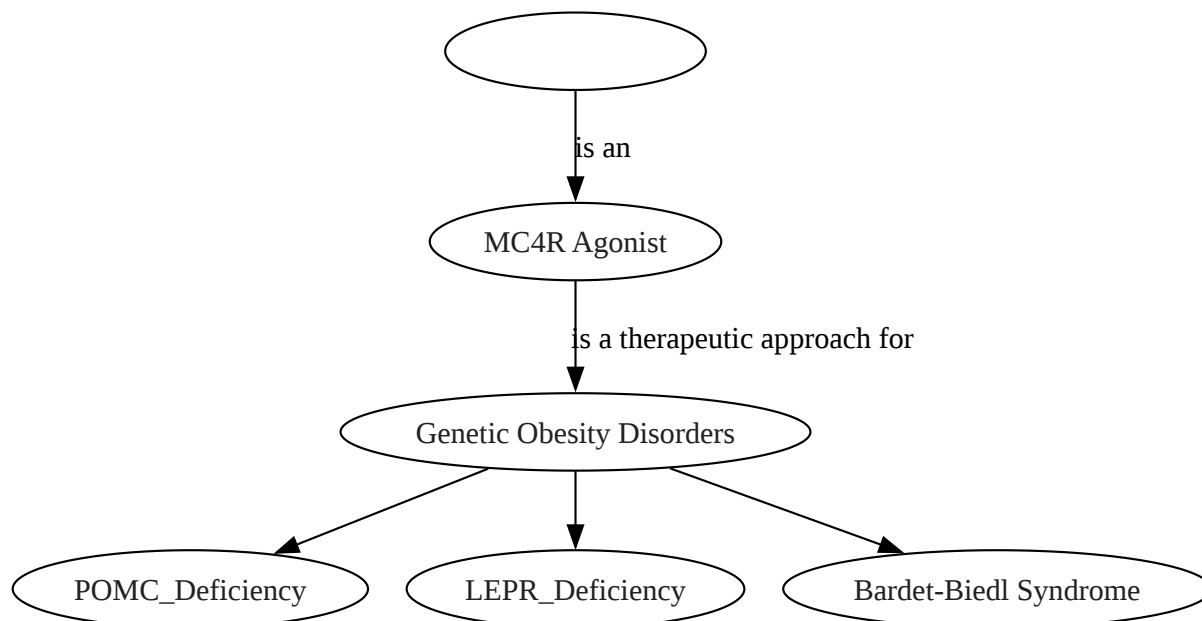 is an
MC4R Agonist
is a therapeutic approach for
Genetic Obesity Disorders
POMC_Deficiency
LEPR_Deficiency
Bardet-Biedl Syndrome